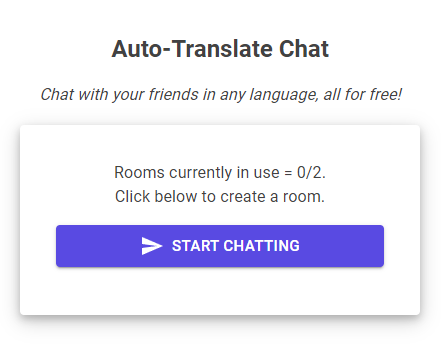 Auto-Translate Chat
Chat with your friends in any language, all for free!
Rooms currently in use = 0/2.
Click below to create a room.
START CHATTING